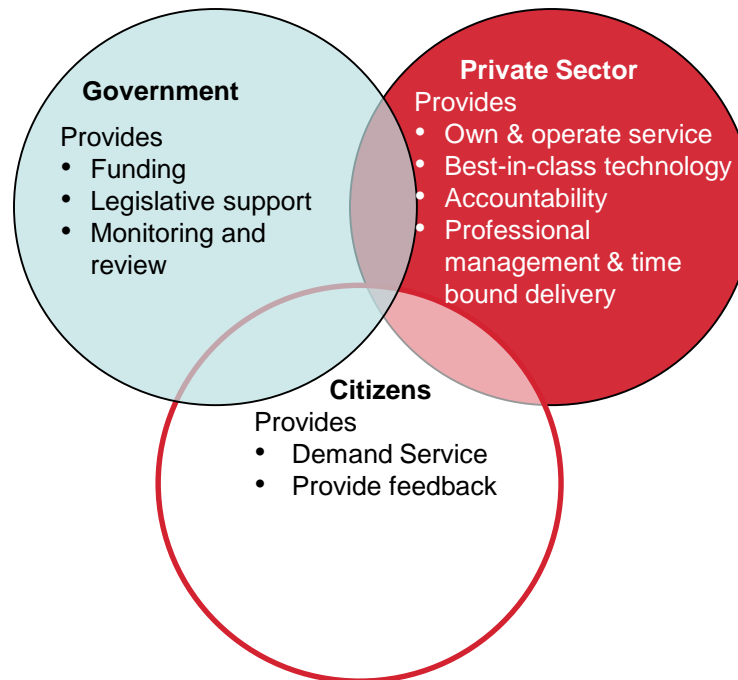 Government
Provides
• Funding
• Legislative support
• Monitoring and
review
Private Sector
Provides
• Own & operate service
• Best-in-class technology
• Accountability
• Professional
management & time
bound delivery
Citizens
Provides
• Demand Service
• Provide feedback